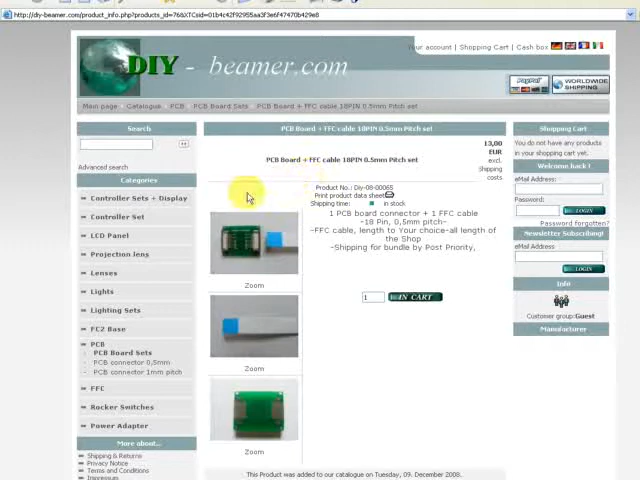 http://diy-beamer.com/product_info.php?products_id=76&XTCsid=01b4c42f92955aa3f3e6f47470b429e8
Your account | Shopping Cart | Cash box
DIY - beamer.com
PayPal
WORLDWIDE SHIPPING
Main page - Catalogue - PCB - PCB Board Sets - PCB Board + FFC cable 18PIN 0.5mm Pitch set
Search
Advanced search
Categories
Controller Sets + Display
Controller Set
LCD Panel
Projection lens
Lenses
Lights
Lighting Sets
FC2 Base
PCB
PCB Board Sets
- PCB connector 0,5mm
- PCB connector 1mm pitch
FFC
Rocker Switches
Power Adapter
More about...
Shipping & Returns
Privacy Notice
Terms and Conditions
Impressum
PCB Board + FFC cable 18PIN 0.5mm Pitch set
13,00
EUR
excl.
Shipping
costs
PCB Board + FFC cable 18PIN 0.5mm Pitch set
Product No.: Diy-08-00065
Print product data sheet
Shipping time: in stock
1 PCB board connector + 1 FFC cable
-18 Pin, 0,5mm pitch-
-FFC cable, length to Your choice-all length of
the Shop
-Shipping for bundle by Post Priority,
Zoom
Zoom
Zoom
1 IN CART
This Product was added to our catalogue on Tuesday, 09. December 2008.
Shopping Cart
You do not have any products
in your shopping cart yet.
Welcome back !
eMail Address:
Password:
LOGIN
Password forgotten?
Newsletter Subscribing!
eMail Address:
LOGIN
Info
Customer group:Guest
Manufacturer